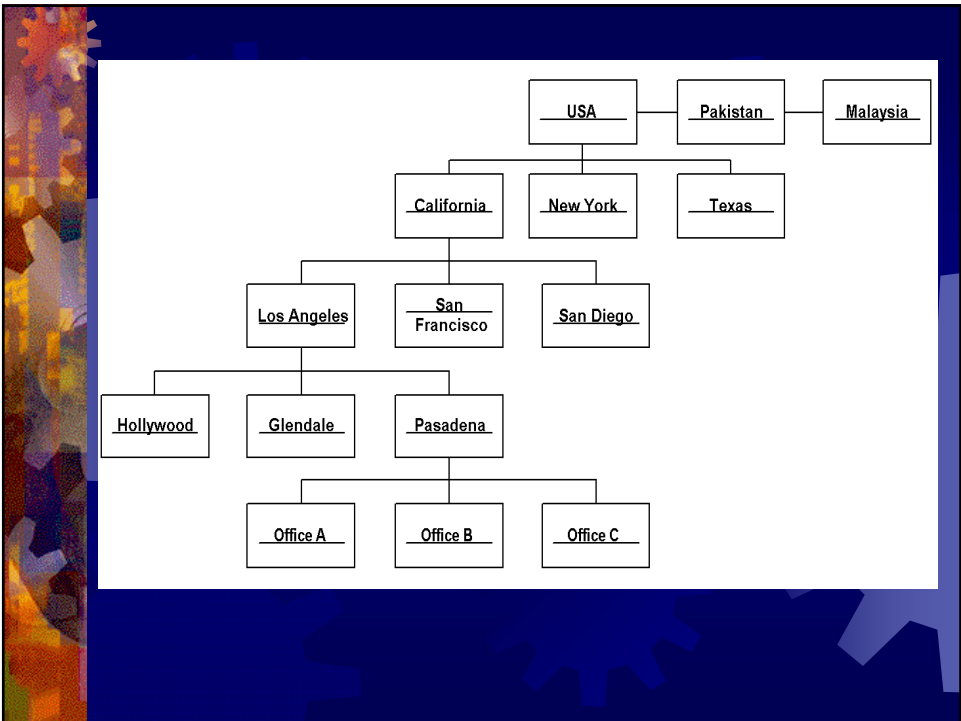 USA
Pakistan
Malaysia
California
New York
Texas
Los Angeles
San
Francisco
San Diego
Hollywood
Glendale
Pasadena
Office A
Office B
Office C